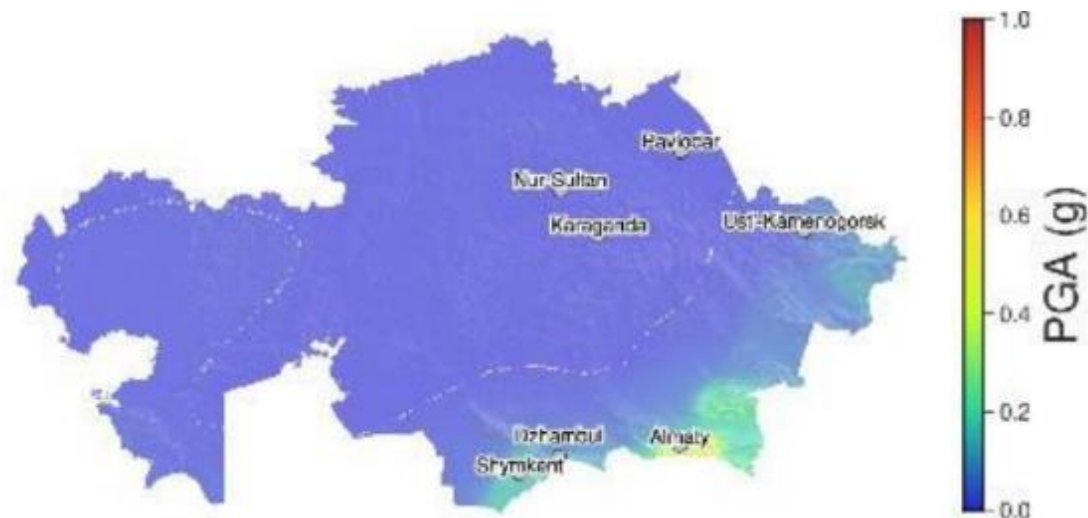 1.0
Pavlodar
0.8
Nur-Sultan
Karaganda
Ust-Kamenogorsk
0.6
PGA (g)
0.4
0.2
Dzhambul
Almaty
Shymkent
0.0